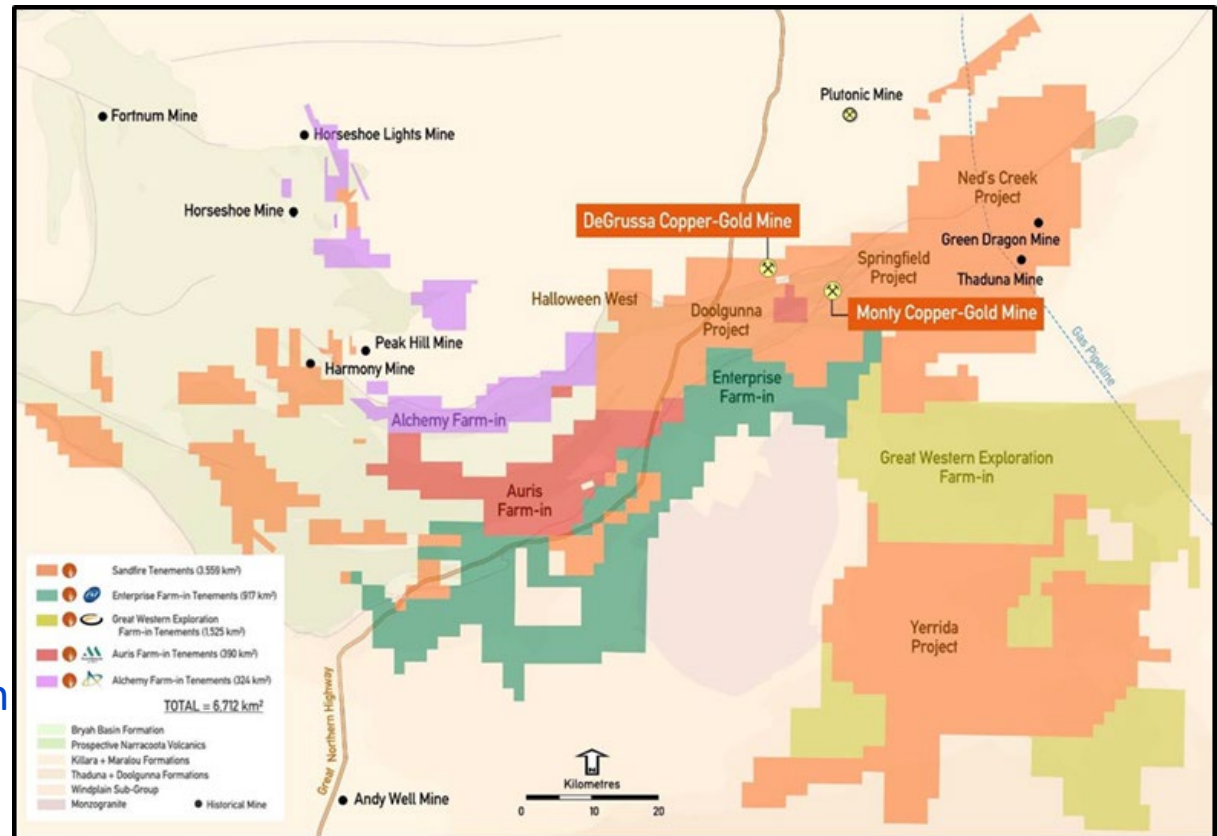 Fortnum Mine
Horseshoe Lights Mine
Horseshoe Mine
Plutonic Mine
Ned's Creek
Project
DeGrussa Copper-Gold Mine
Green Dragon Mine
Springfield
Project
Thaduna Mine
Halloween West
Doolgunna
Project
Monty Copper-Gold Mine
Peak Hill Mine
Harmony Mine
Gas Pipeline
Enterprise
Farm-in
Alchemy Farm-in
Great Western Exploration
Farm-in
Auris
Farm-in
Yerrida
Project
Sandfire Tenements (3,559 km²)
Enterprise Farm-in Tenements (917 km²)
Great Western Exploration
Farm-in Tenements (1,525 km²)
Auris Farm-in Tenements (390 km²)
Alchemy Farm-in Tenements (324 km²)
TOTAL = 6,712 km²
Bryah Basin Formation
Prospective Narracoota Volcanics
Killara + Maralou Formations
Thaduna + Doolgunna Formations
Windplain Sub-Group
Monzogranite
Historical Mine
Great Northern Highway
Andy Well Mine
Kilometres
0 10 20
n